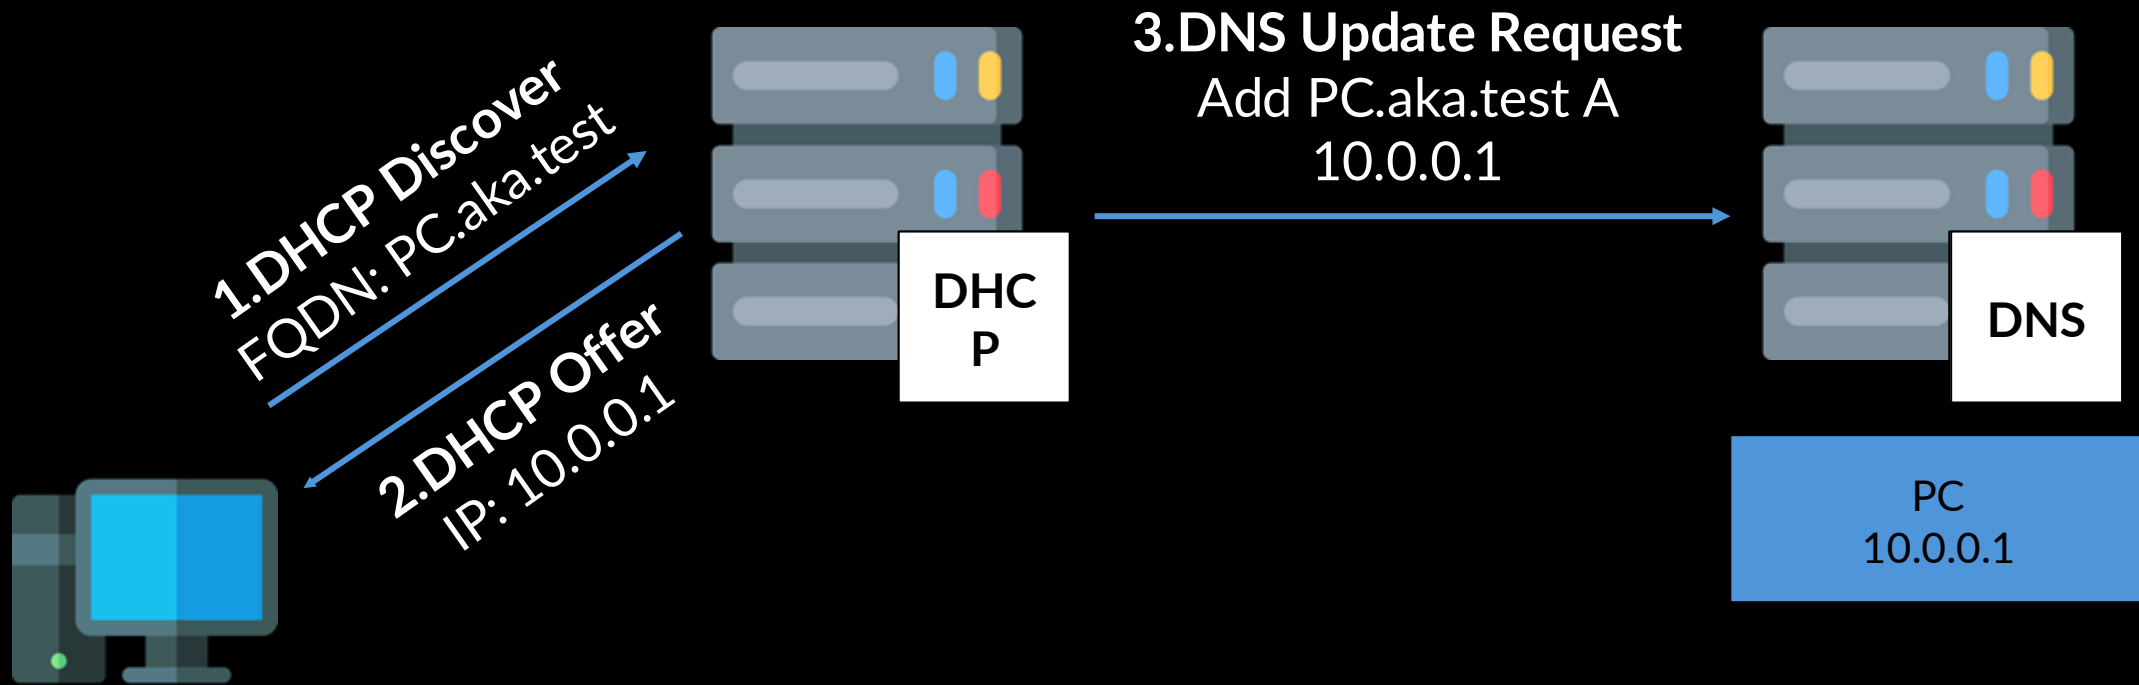 1.DHCP Discover
FQDN: PC.aka.test
2.DHCP Offer
IP: 10.0.0.1
DHC
P
3.DNS Update Request
Add PC.aka.test A
10.0.0.1
DNS
PC
10.0.0.1